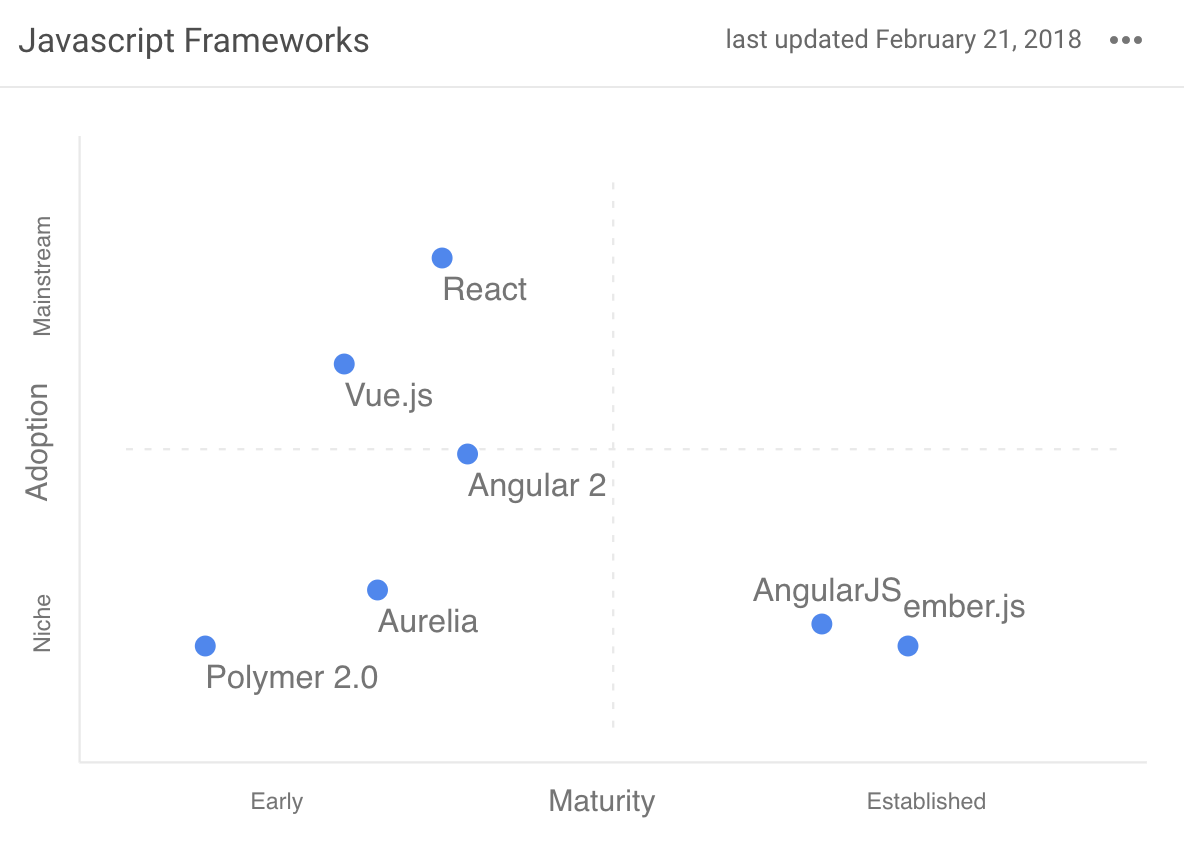 Javascript Frameworks
last updated February 21, 2018
Mainstream
Adoption
Niche
React
Vue.js
Angular 2
Aurelia
Polymer 2.0
AngularJS
ember.js
Early
Maturity
Established